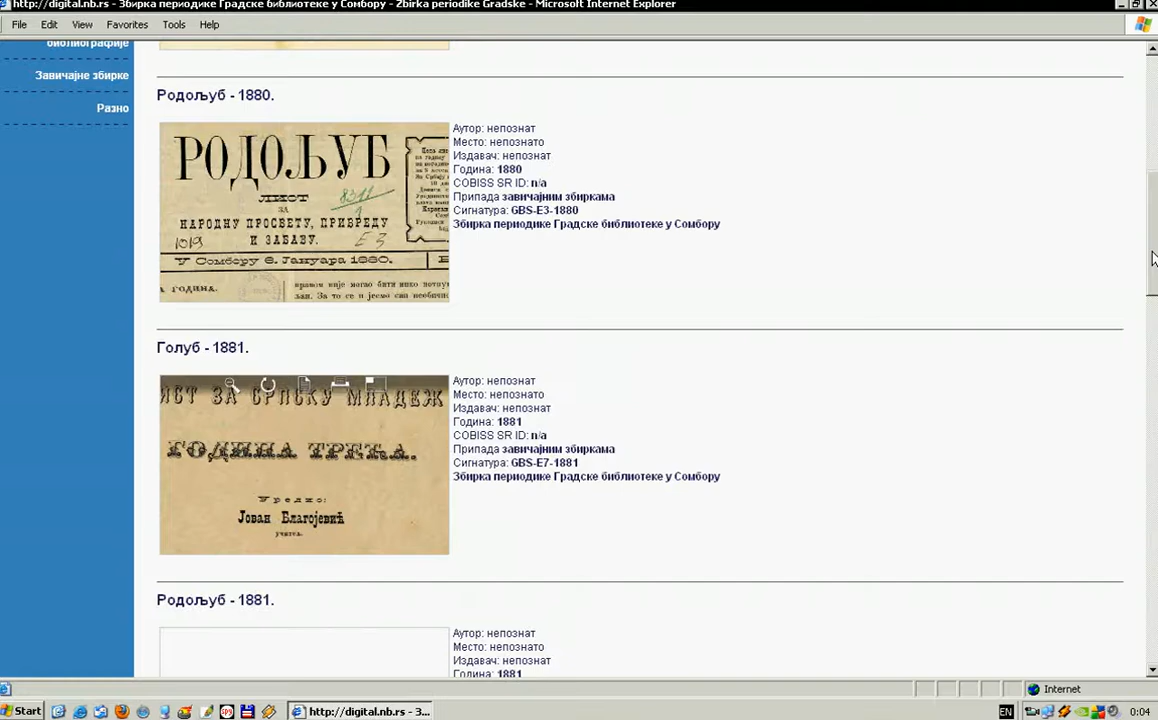 http://digital.nb.rs - Збирка периодике Градске библиотеке у Сомбору - Zbirka periodike Gradske - Microsoft Internet Explorer
File Edit View Favorites Tools Help
библиографије
Завичајне збирке
Разно
Родољуб - 1880.
РОДОЉУБ
ЛИСТ
ЗА
НАРОДНУ ПРОСВЕТУ, ПРИВРЕДУ
И ЗАБАВУ.
1019
Е 3
У Сомбору 6. Јануара 1880.
ГОДИНА.
Аутор: непознат
Место: непознато
Издавач: непознат
Година: 1880
COBISS SR ID: n/a
Припада завичајним збиркама
Сигнатура: GBS-E3-1880
Збирка периодике Градске библиотеке у Сомбору
Голуб - 1881.
ИСТ ЗА СРПСКУ МЛАДЕЖ
ГОДИНА ТРЕЋА.
Уредио:
Јован Благојевић
учитељ.
Аутор: непознат
Место: непознато
Издавач: непознат
Година: 1881
COBISS SR ID: n/a
Припада завичајним збиркама
Сигнатура: GBS-E7-1881
Збирка периодике Градске библиотеке у Сомбору
Родољуб - 1881.
Аутор: непознат
Место: непознато
Издавач: непознат
Година: 1881
Internet
Start
http://digital.nb.rs - З...
EN
0:04